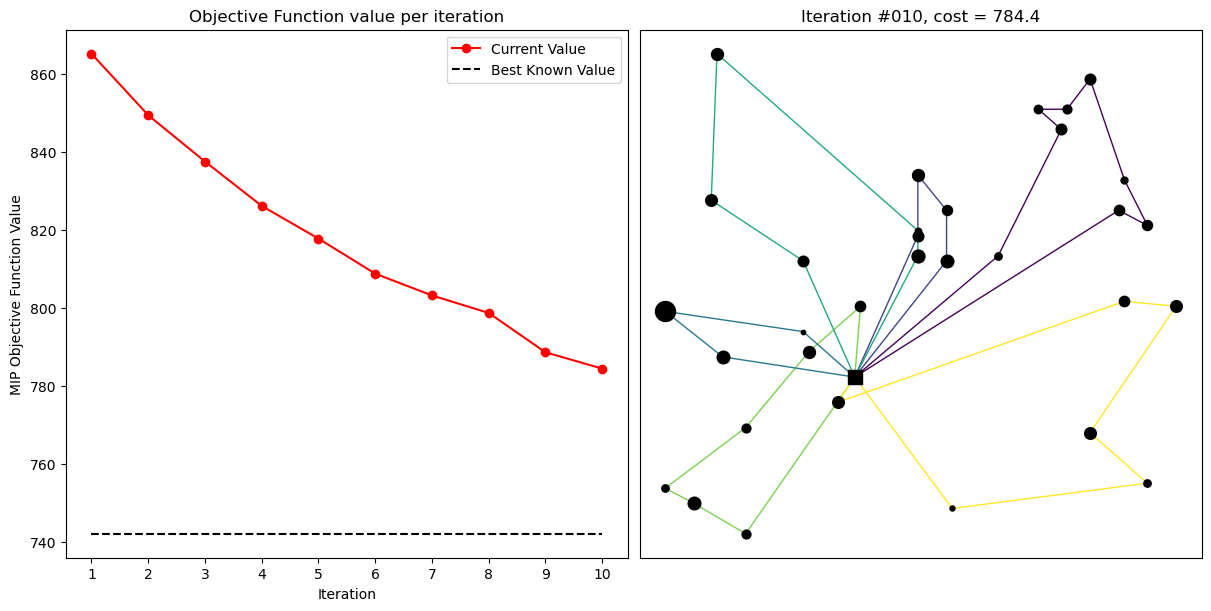 Objective Function value per iteration
Current Value
Best Known Value
860
840
820
800
780
760
740
MIP Objective Function Value
1 2 3 4 5 6 7 8 9 10
Iteration
Iteration #010, cost = 784.4